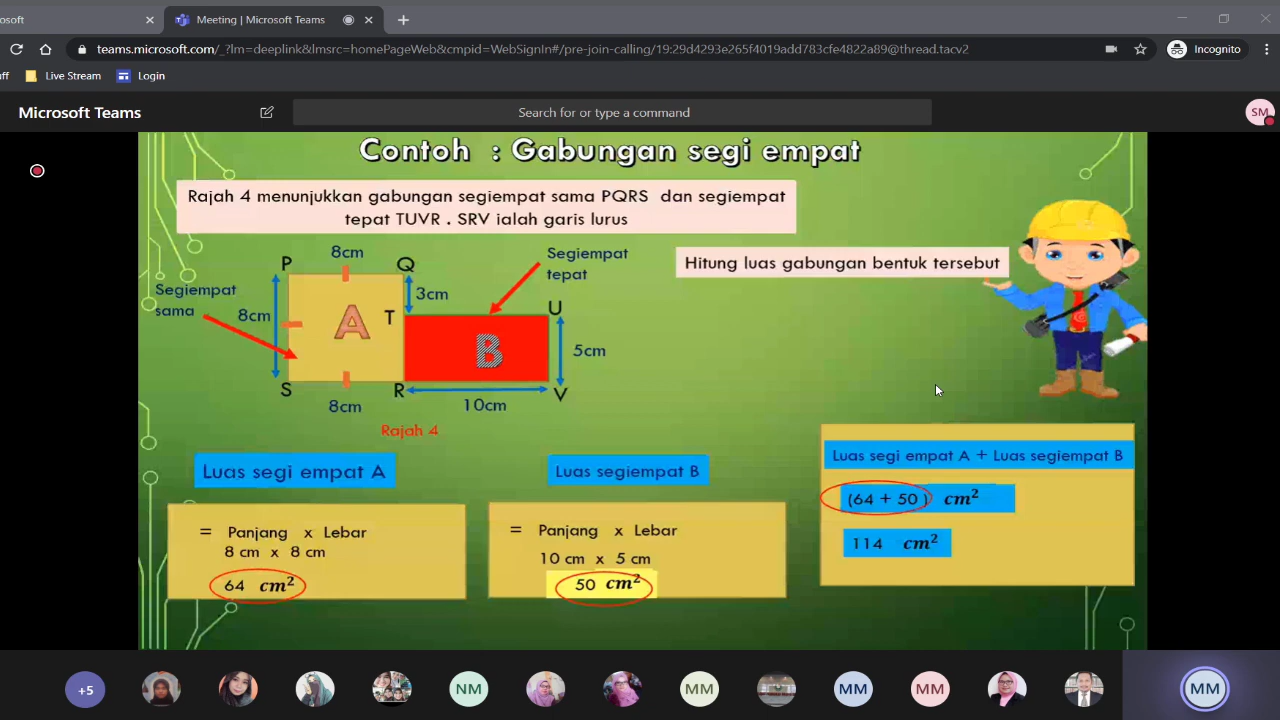 osoft
Meeting | Microsoft Teams
teams.microsoft.com/_?lm=deeplink&lmsrc=homePageWeb&cmpid=WebSignIn#/pre-join-calling/19:29d4293e265f4019add783cfe4822a89@thread.tacv2
Incognito
ff
Live Stream
Login
Microsoft Teams
Search for or type a command
SM
Contoh : Gabungan segi empat
Rajah 4 menunjukkan gabungan segiempat sama PQRS dan segiempat
tepat TUVR . SRV ialah garis lurus
Hitung luas gabungan bentuk tersebut
8cm
P
Q
Segiempat
tepat
Segiempat
sama
8cm
3cm
A
T
U
B
5cm
S
R
V
8cm
10cm
Rajah 4
Luas segi empat A
= Panjang x Lebar
8 cm x 8 cm
64 cm²
Luas segiempat B
= Panjang x Lebar
10 cm x 5 cm
50 cm²
Luas segi empat A + Luas segiempat B
(64 + 50 ) cm²
114 cm²
+5
NM
MM
MM
MM
MM